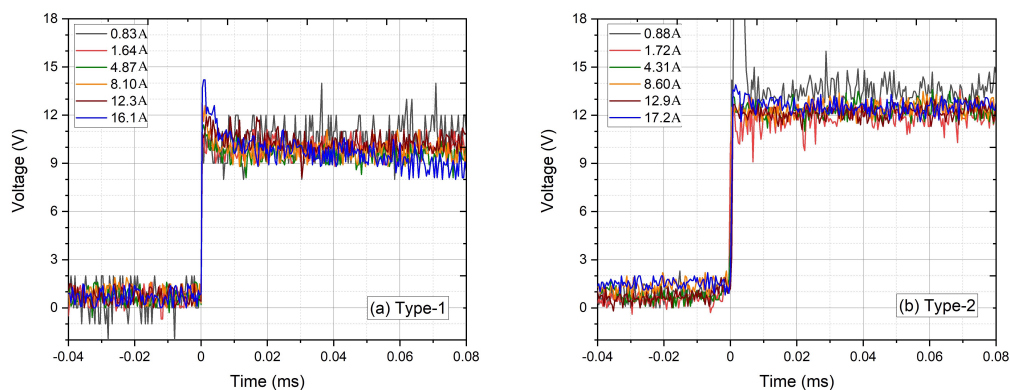 18
15
12
9
6
3
0
Voltage (V)
0.83A
1.64A
4.87A
8.10A
12.3A
16.1A
(a) Type-1
-0.04 -0.02 0 0.02 0.04 0.06 0.08
Time (ms)
18
15
12
9
6
3
0
Voltage (V)
0.88A
1.72A
4.31A
8.60A
12.9A
17.2A
(b) Type-2
-0.04 -0.02 0 0.02 0.04 0.06 0.08
Time (ms)